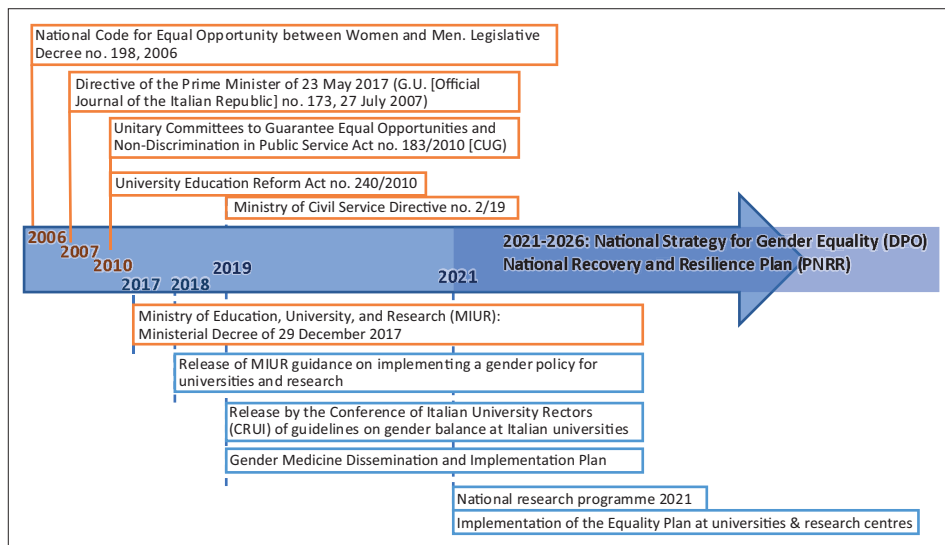 National Code for Equal Opportunity between Women and Men. Legislative
Decree no. 198, 2006
Directive of the Prime Minister of 23 May 2017 (G.U. [Official
Journal of the Italian Republic] no. 173, 27 July 2007)
Unitary Committees to Guarantee Equal Opportunities and
Non-Discrimination in Public Service Act no. 183/2010 [CUG)
University Education Reform Act no. 240/2010
Ministry of Civil Service Directive no. 2/19
2006
2007
2010
2017
2018
2019
2021
2021-2026: National Strategy for Gender Equality (DPO)
National Recovery and Resilience Plan (PNRR)
Ministry of Education, University, and Research (MIUR):
Ministerial Decree of 29 December 2017
Release of MIUR guidance on implementing a gender policy for
universities and research
Release by the Conference of Italian University Rectors
(CRUI) of guidelines on gender balance at Italian universities
Gender Medicine Dissemination and Implementation Plan
National research programme 2021
Implementation of the Equality Plan at universities & research centres